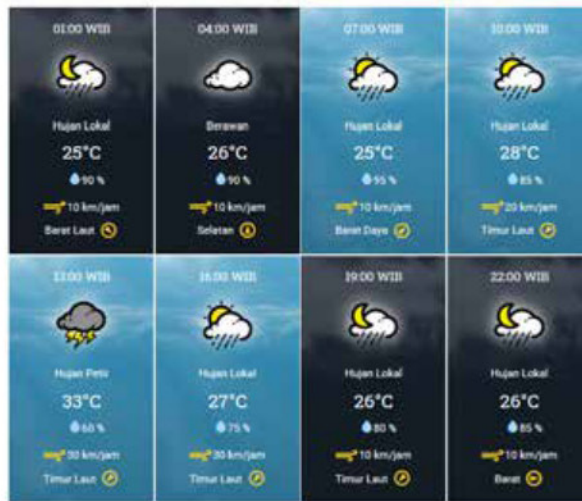 01:00 WIB
Hujan Lokal
25°C
90 %
10 km/jam
Barat Laut
04:00 WIB
Berawan
26°C
90 %
10 km/jam
Selatan
07:00 WIB
Hujan Lokal
25°C
95 %
10 km/jam
Barat Daya
10:00 WIB
Hujan Lokal
28°C
85 %
20 km/jam
Timur Laut
13:00 WIB
Hujan Petir
33°C
60 %
30 km/jam
Timur Laut
16:00 WIB
Hujan Lokal
27°C
75 %
30 km/jam
Timur Laut
19:00 WIB
Hujan Lokal
26°C
80 %
10 km/jam
Timur Laut
22:00 WIB
Hujan Lokal
26°C
85 %
10 km/jam
Barat